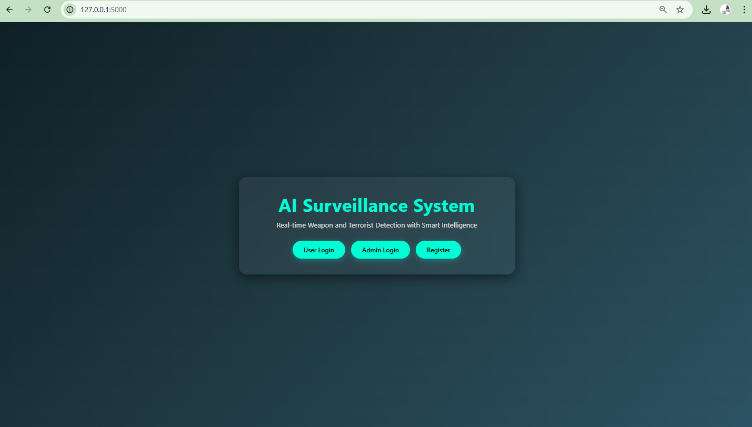 127.0.0.1:5000
AI Surveillance System
Real-time Weapon and Terrorist Detection with Smart Intelligence
User Login Admin Login Register